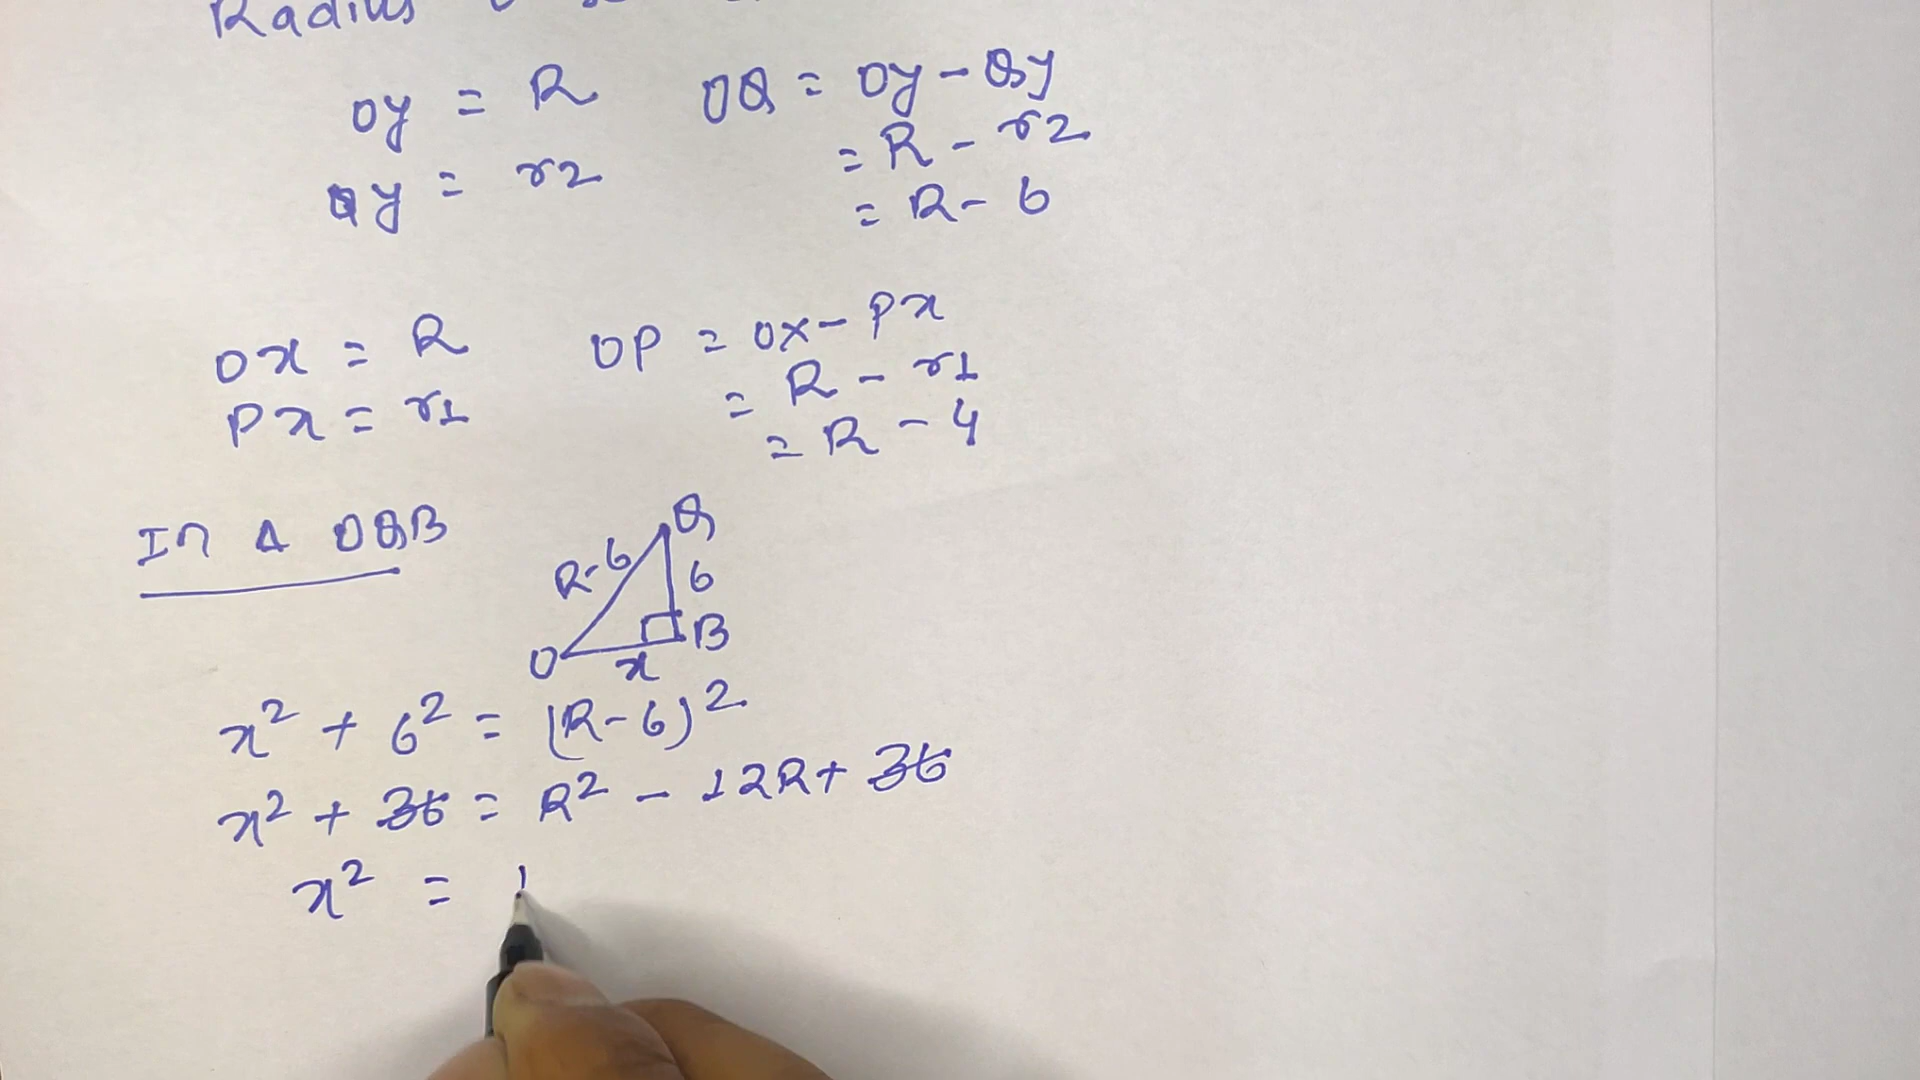 Radius
Oy = R OQ = Oy - Qy
= R - r2
Qy = r2
= R - 6
Ox = R OP = Ox - Px
= R - r1
Px = r1
= R - 4
In Δ OQB
Q
R-6 6
O B
x
x² + 6² = (R-6)²
x² + 36 = R² - 12R + 36
x² =